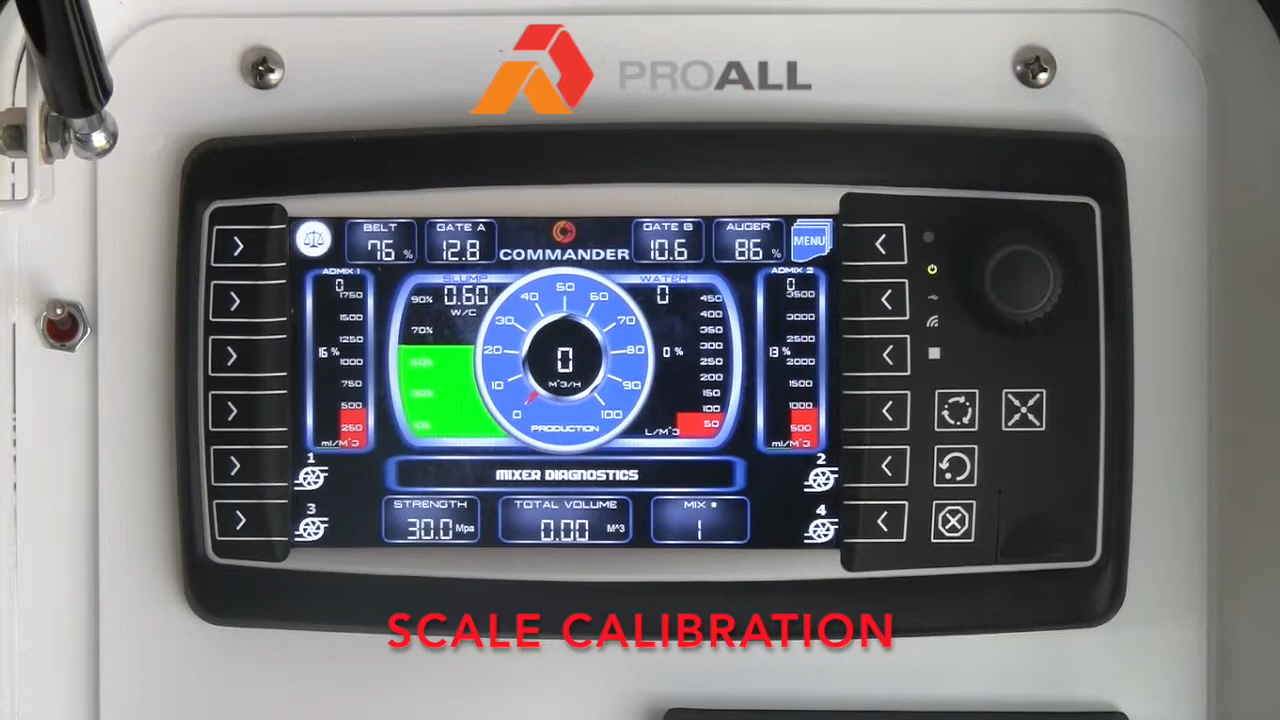 PROALL
BELT
76 %
GATE A
12.8
COMMANDER
GATE B
10.6
AUGER
86 %
MENU
ADMIX 1
0
1750
1500
1250
16 %
1000
750
500
250
ml/M^3
SLUMP
0.60
W/C
90%
70%
50%
30%
10%
0
10
20
30
40
50
60
70
80
90
100
0
M^3/H
PRODUCTION
WATER
0
450
400
350
300
0 %
250
200
150
100
50
L/M^3
ADMIX 2
0
3500
3000
2500
13 %
2000
1500
1000
500
ml/M^3
1
2
MIXER DIAGNOSTICS
3
4
STRENGTH
30.0 Mpa
TOTAL VOLUME
0.00 M^3
MIX
1
SCALE CALIBRATION